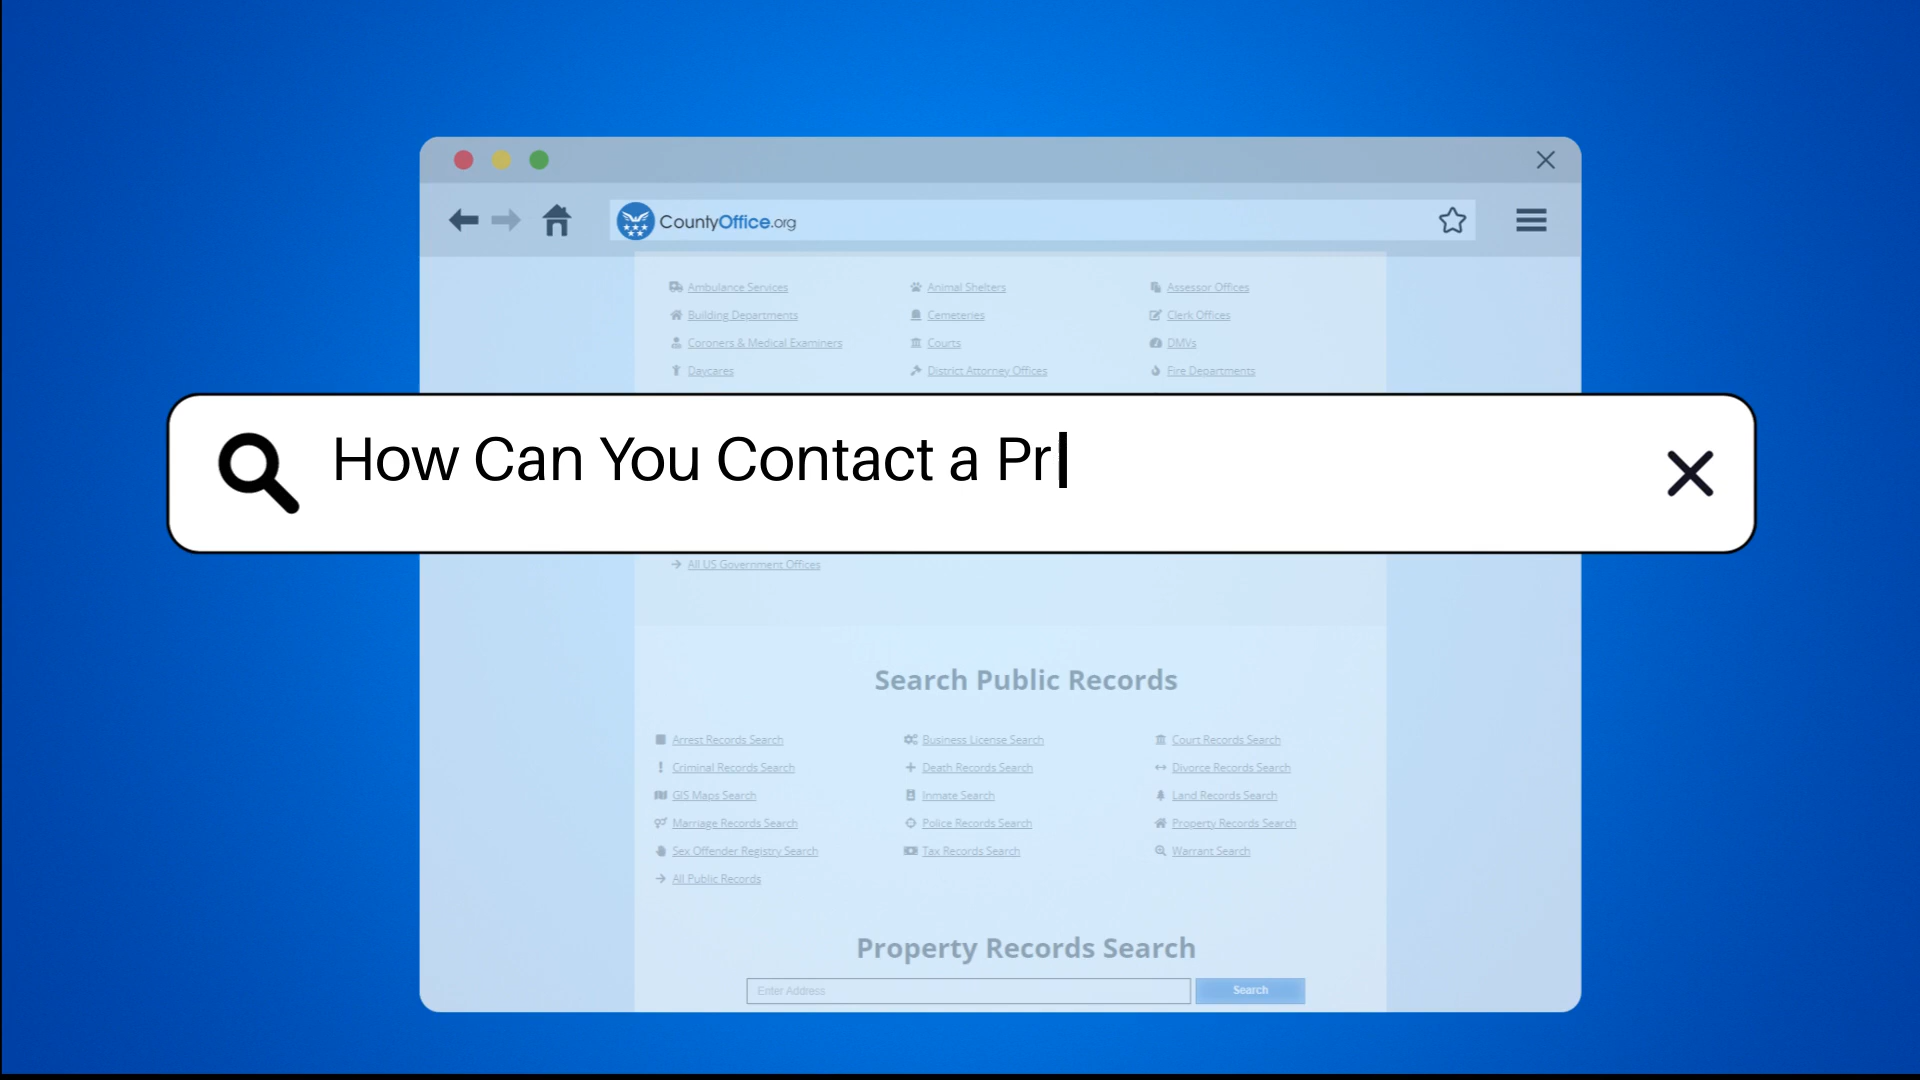 CountyOffice.org
Ambulance Services Animal Shelters Assessor Offices
Building Departments Cemeteries Clerk Offices
Coroners & Medical Examiners Courts DMVs
Daycares District Attorney Offices Fire Departments
How Can You Contact a Pr
All US Government Offices
Search Public Records
Arrest Records Search Business License Search Court Records Search
Criminal Records Search Death Records Search Divorce Records Search
GIS Maps Search Inmate Search Land Records Search
Marriage Records Search Police Records Search Property Records Search
Sex Offender Registry Search Tax Records Search Warrant Search
All Public Records
Property Records Search
Enter Address Search